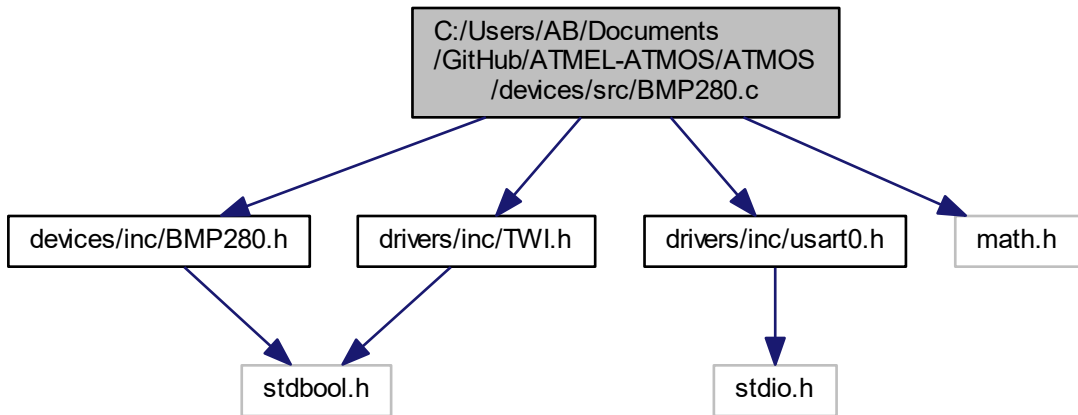 C:/Users/AB/Documents
/GitHub/ATMEL-ATMOS/ATMOS
/devices/src/BMP280.c
devices/inc/BMP280.h
drivers/inc/TWI.h
drivers/inc/usart0.h
math.h
stdbool.h
stdio.h